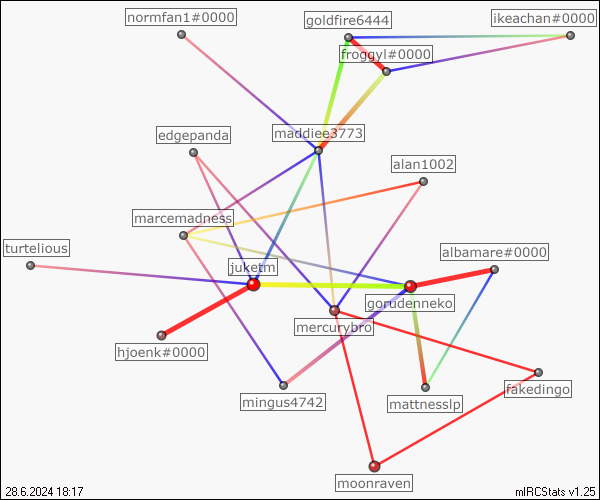 normfan1#0000
goldfire6444
ikeachan#0000
froggyl#0000
maddiee3773
edgepanda
alan1002
marcemadness
turtelious
juketm
albamare#0000
gorudenneko
mercurybro
hjoenk#0000
fakedingo
mingus4742
mattnesslp
moonraven
28.6.2024 18:17
mIRCStats v1.25